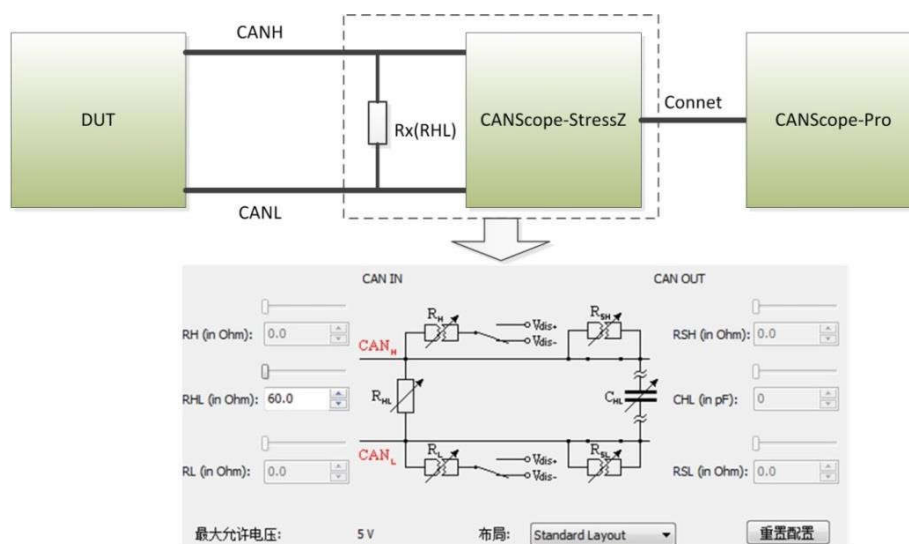 CANH
DUT
Rx(RHL)
CANScope-StressZ
Connet
CANScope-Pro
CANL
CAN IN
CAN OUT
RH (in Ohm): 0.0
RH
Vdis+
Vdis-
RSH
RSH (in Ohm): 0.0
CANH
RHL (in Ohm): 60.0
RHL
CHL
CHL (in pF): 0
CANL
RL (in Ohm): 0.0
RL
Vdis+
Vdis-
RSL
RSL (in Ohm): 0.0
最大允许电压: 5 V
布局: Standard Layout
重置配置